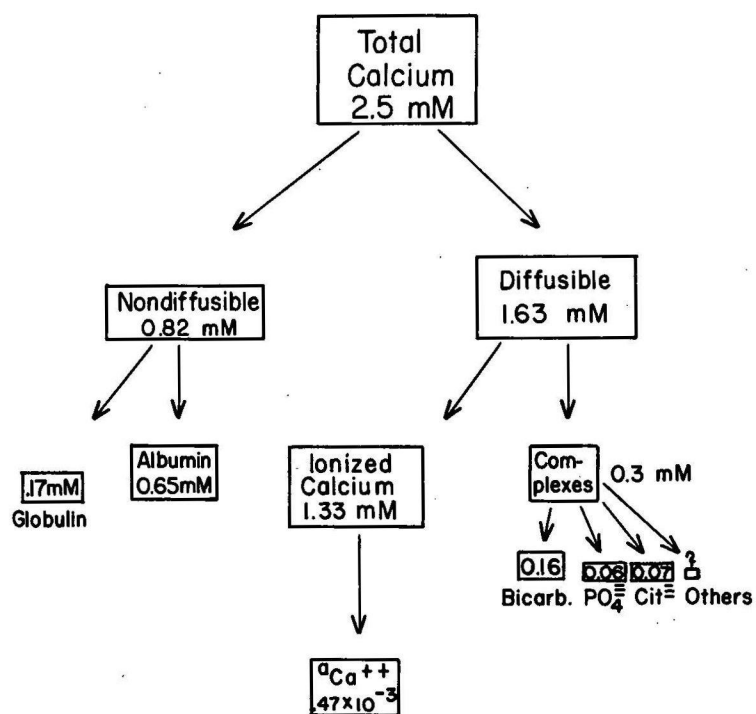 Total
Calcium
2.5 mM
Nondiffusible
0.82 mM
Diffusible
1.63 mM
.17mM
Globulin
Albumin
0.65mM
Ionized
Calcium
1.33 mM
Com-
plexes
0.3 mM
0.16 0.06 0.07 ?
Bicarb. PO4≡ Cit≡ Others
aCa++
.47x10-3